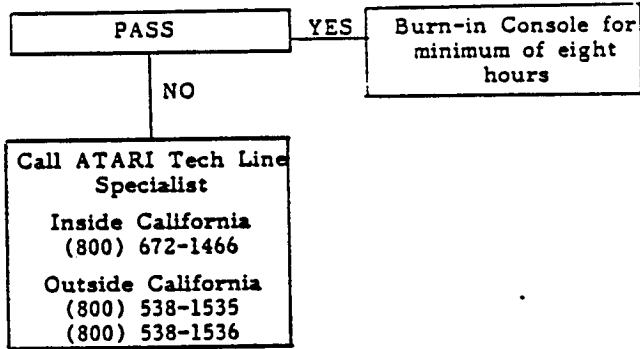 PASS
YES
Burn-in Console for
minimum of eight
hours
NO
Call ATARI Tech Line
Specialist
Inside California
(800) 672-1466
Outside California
(800) 538-1535
(800) 538-1536